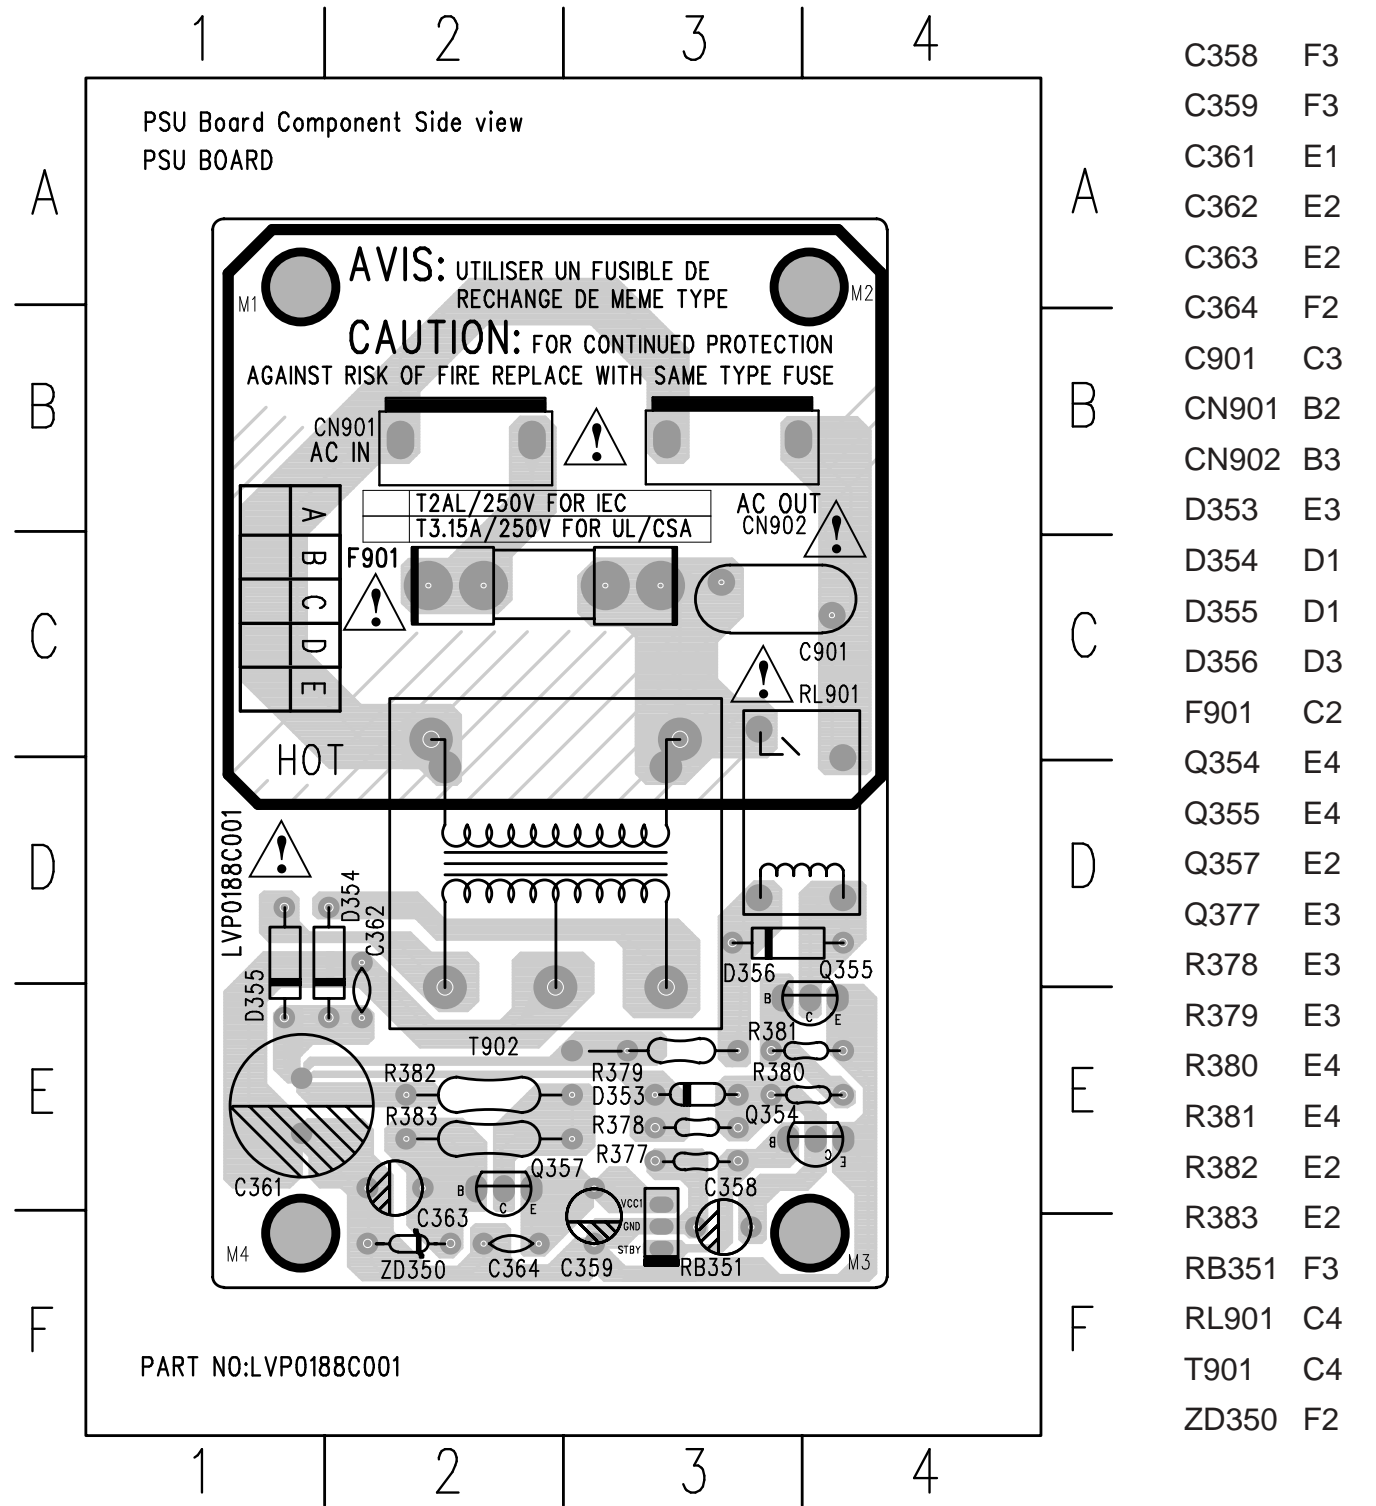 1 2 3 4
PSU Board Component Side view
PSU BOARD
A A
M1 M2
AVIS: UTILISER UN FUSIBLE DE
RECHANGE DE MEME TYPE
CAUTION: FOR CONTINUED PROTECTION
AGAINST RISK OF FIRE REPLACE WITH SAME TYPE FUSE
B B
CN901
AC IN
T2AL/250V FOR IEC
T3.15A/250V FOR UL/CSA
AC OUT
CN902
A
B
C
D
E
F901
C C
C901
RL901
HOT
D D
LVP0188C001
D354
C362
D355
D356
Q355
B C E
T902
R381
R382
R379
R380
E E
D353
R383
R378
Q354
B C E
R377
Q357
B C E
C361
C358
VCC1
GND
STBY
C363
M4
ZD350
C364
C359
RB351
M3
F F
PART NO:LVP0188C001
1 2 3 4
C358 F3
C359 F3
C361 E1
C362 E2
C363 E2
C364 F2
C901 C3
CN901 B2
CN902 B3
D353 E3
D354 D1
D355 D1
D356 D3
F901 C2
Q354 E4
Q355 E4
Q357 E2
Q377 E3
R378 E3
R379 E3
R380 E4
R381 E4
R382 E2
R383 E2
RB351 F3
RL901 C4
T901 C4
ZD350 F2